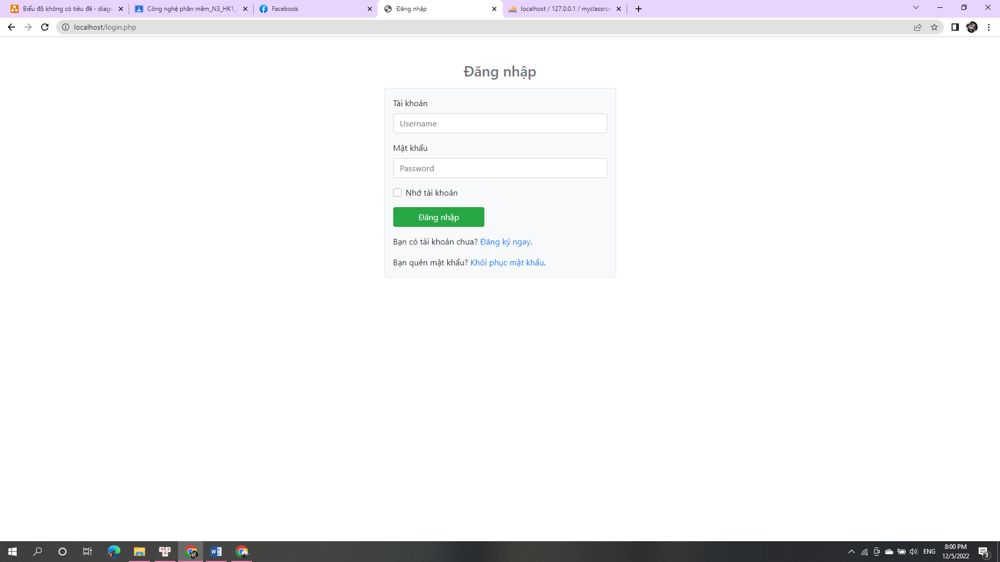 Biểu đồ không có tiêu đề - diagra
Công nghệ phần mềm_N3_HK1_2
Facebook
Đăng nhập
localhost / 127.0.0.1 / myclassroo
localhost/login.php
Đăng nhập
Tài khoản
Username
Mật khẩu
Password
Nhớ tài khoản
Đăng nhập
Bạn có tài khoản chưa? Đăng ký ngay.
Bạn quên mật khẩu? Khôi phục mật khẩu.
ENG
8:00 PM
12/5/2022
3